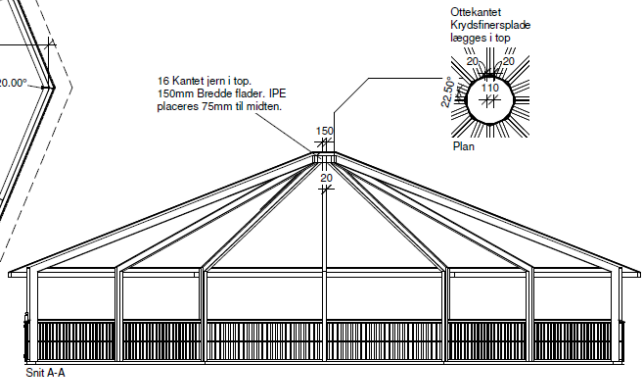 Ottekantet
Krydsfinersplade
lægges i top
20 20
110
22.50°
Plan
16 Kantet jern i top.
150mm Bredde flader. IPE
placeres 75mm til midten.
150
20
20.00°
Snit A-A